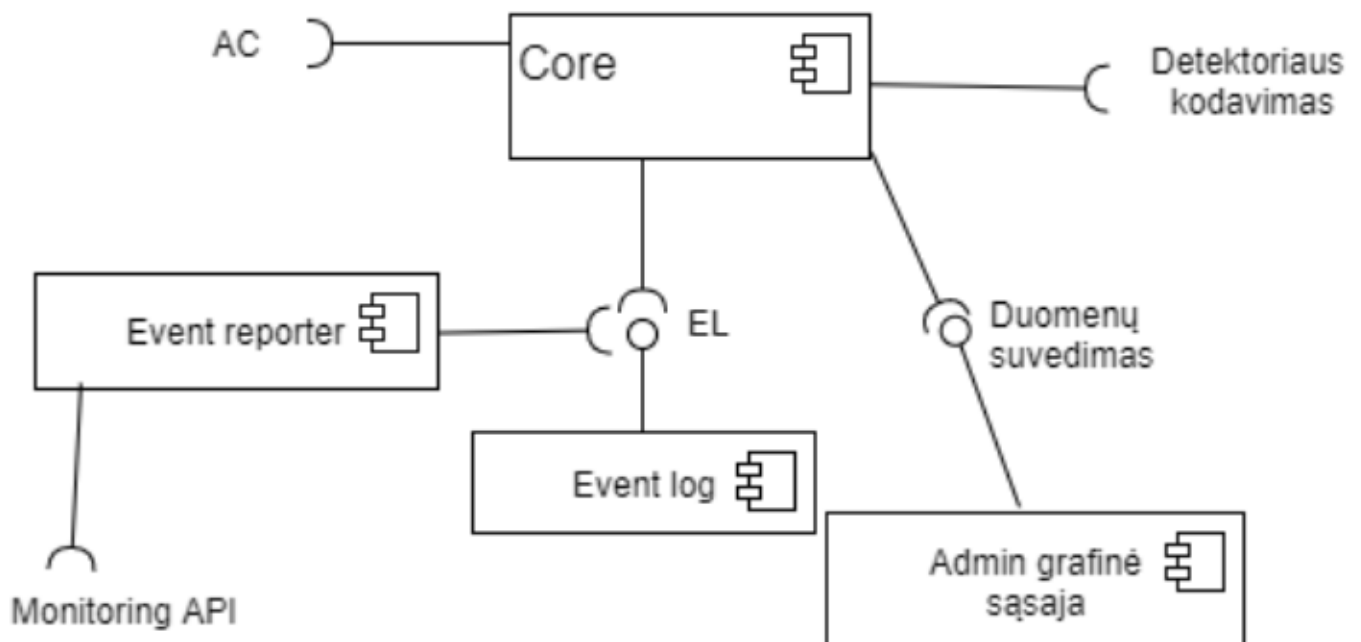 AC
Core
Detektoriaus
kodavimas
Event reporter
EL
Duomenų
suvedimas
Event log
Admin grafinė
sąsaja
Monitoring API